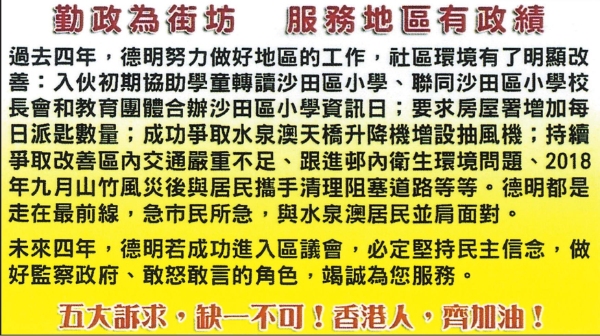 勤政為街坊　服務地區有政績
過去四年，德明努力做好地區的工作，社區環境有了明顯改
善：入伙初期協助學童轉讀沙田區小學、聯同沙田區小學校
長會和教育團體合辦沙田區小學資訊日；要求房屋署增加每
日派匙數量；成功爭取水泉澳天橋升降機增設抽風機；持續
爭取改善區內交通嚴重不足、跟進邨內衛生環境問題、2018
年九月山竹風災後與居民攜手清理阻塞道路等等。德明都是
走在最前線，急市民所急，與水泉澳居民並肩面對。
未來四年，德明若成功進入區議會，必定堅持民主信念，做
好監察政府、敢怒敢言的角色，竭誠為您服務。
五大訴求，缺一不可！香港人，齊加油！